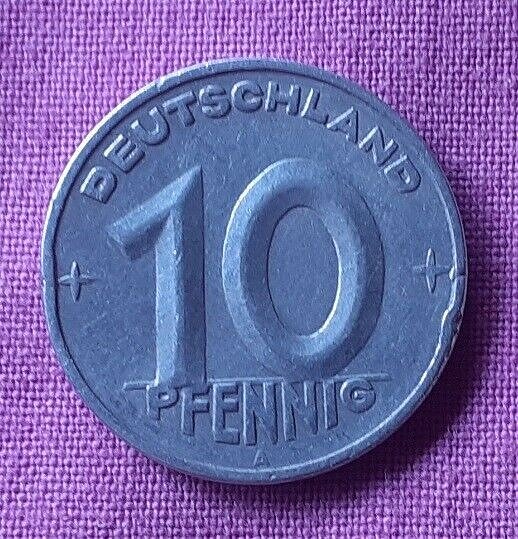 DEUTSCHLAND
10
PFENNIG
A